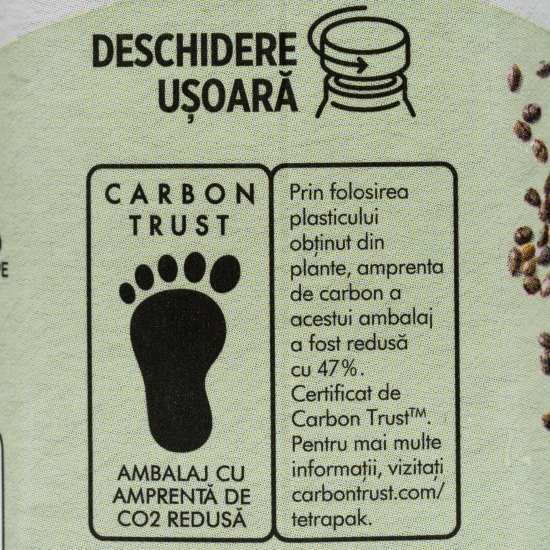 DESCHIDERE
UȘOARĂ
CARBON
TRUST
AMBALAJ CU
AMPRENTĂ DE
CO2 REDUSĂ
Prin folosirea
plasticului
obținut din
plante, amprenta
de carbon a
acestui ambalaj
a fost redusă
cu 47%.
Certificat de
Carbon Trust™.
Pentru mai multe
informații, vizitați
carbontrust.com/
tetrapak.